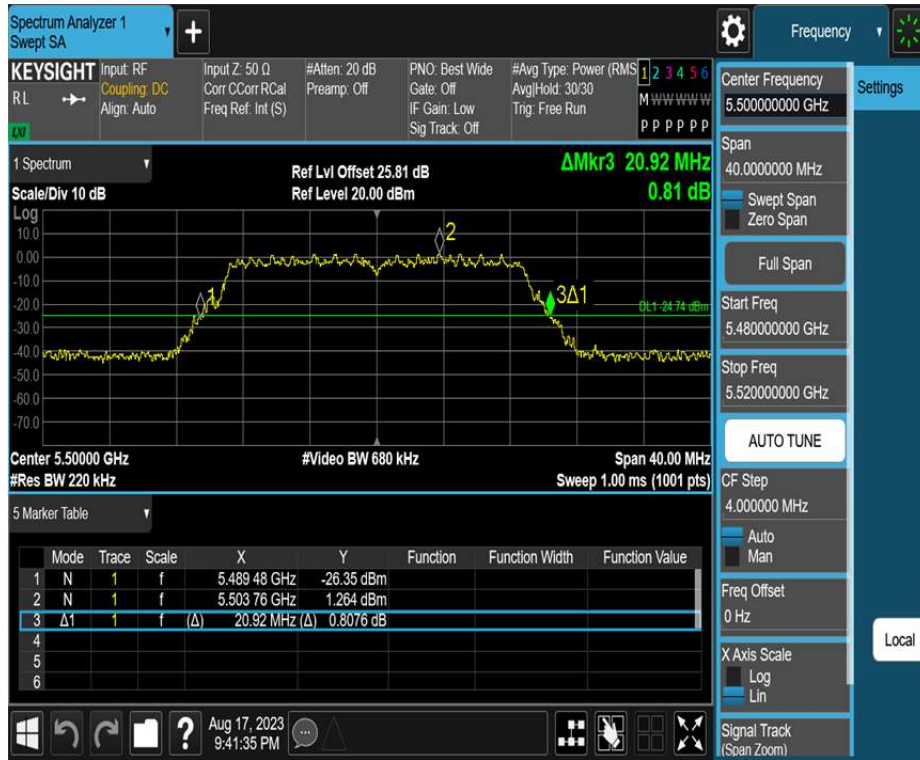 Spectrum Analyzer 1
Swept SA
+
Frequency
KEYSIGHT
RL
LXI
Input: RF
Coupling: DC
Align: Auto
Input Z: 50 Ω
Corr CCorr RCal
Freq Ref: Int (S)
#Atten: 20 dB
Preamp: Off
PNO: Best Wide
Gate: Off
IF Gain: Low
Sig Track: Off
#Avg Type: Power (RMS
Avg|Hold: 30/30
Trig: Free Run
1 2 3 4 5 6
M W W W W W
P P P P P P
Center Frequency
5.500000000 GHz
Settings
Span
40.0000000 MHz
Swept Span
Zero Span
Full Span
Start Freq
5.480000000 GHz
Stop Freq
5.520000000 GHz
AUTO TUNE
CF Step
4.000000 MHz
Auto
Man
Freq Offset
0 Hz
X Axis Scale
Log
Lin
Signal Track
(Span Zoom)
Local
1 Spectrum
Scale/Div 10 dB
Ref Lvl Offset 25.81 dB
Ref Level 20.00 dBm
ΔMkr3 20.92 MHz
0.81 dB
Log
10.0
0.00
-10.0
-20.0
-30.0
-40.0
-50.0
-60.0
-70.0
1
2
3Δ1
DL1 -24.74 dBm
Center 5.50000 GHz
#Res BW 220 kHz
#Video BW 680 kHz
Span 40.00 MHz
Sweep 1.00 ms (1001 pts)
5 Marker Table
Mode Trace Scale X Y Function Function Width Function Value
1 N 1 f 5.489 48 GHz -26.35 dBm
2 N 1 f 5.503 76 GHz 1.264 dBm
3 Δ1 1 f (Δ) 20.92 MHz (Δ) 0.8076 dB
4
5
6
?
Aug 17, 2023
9:41:35 PM